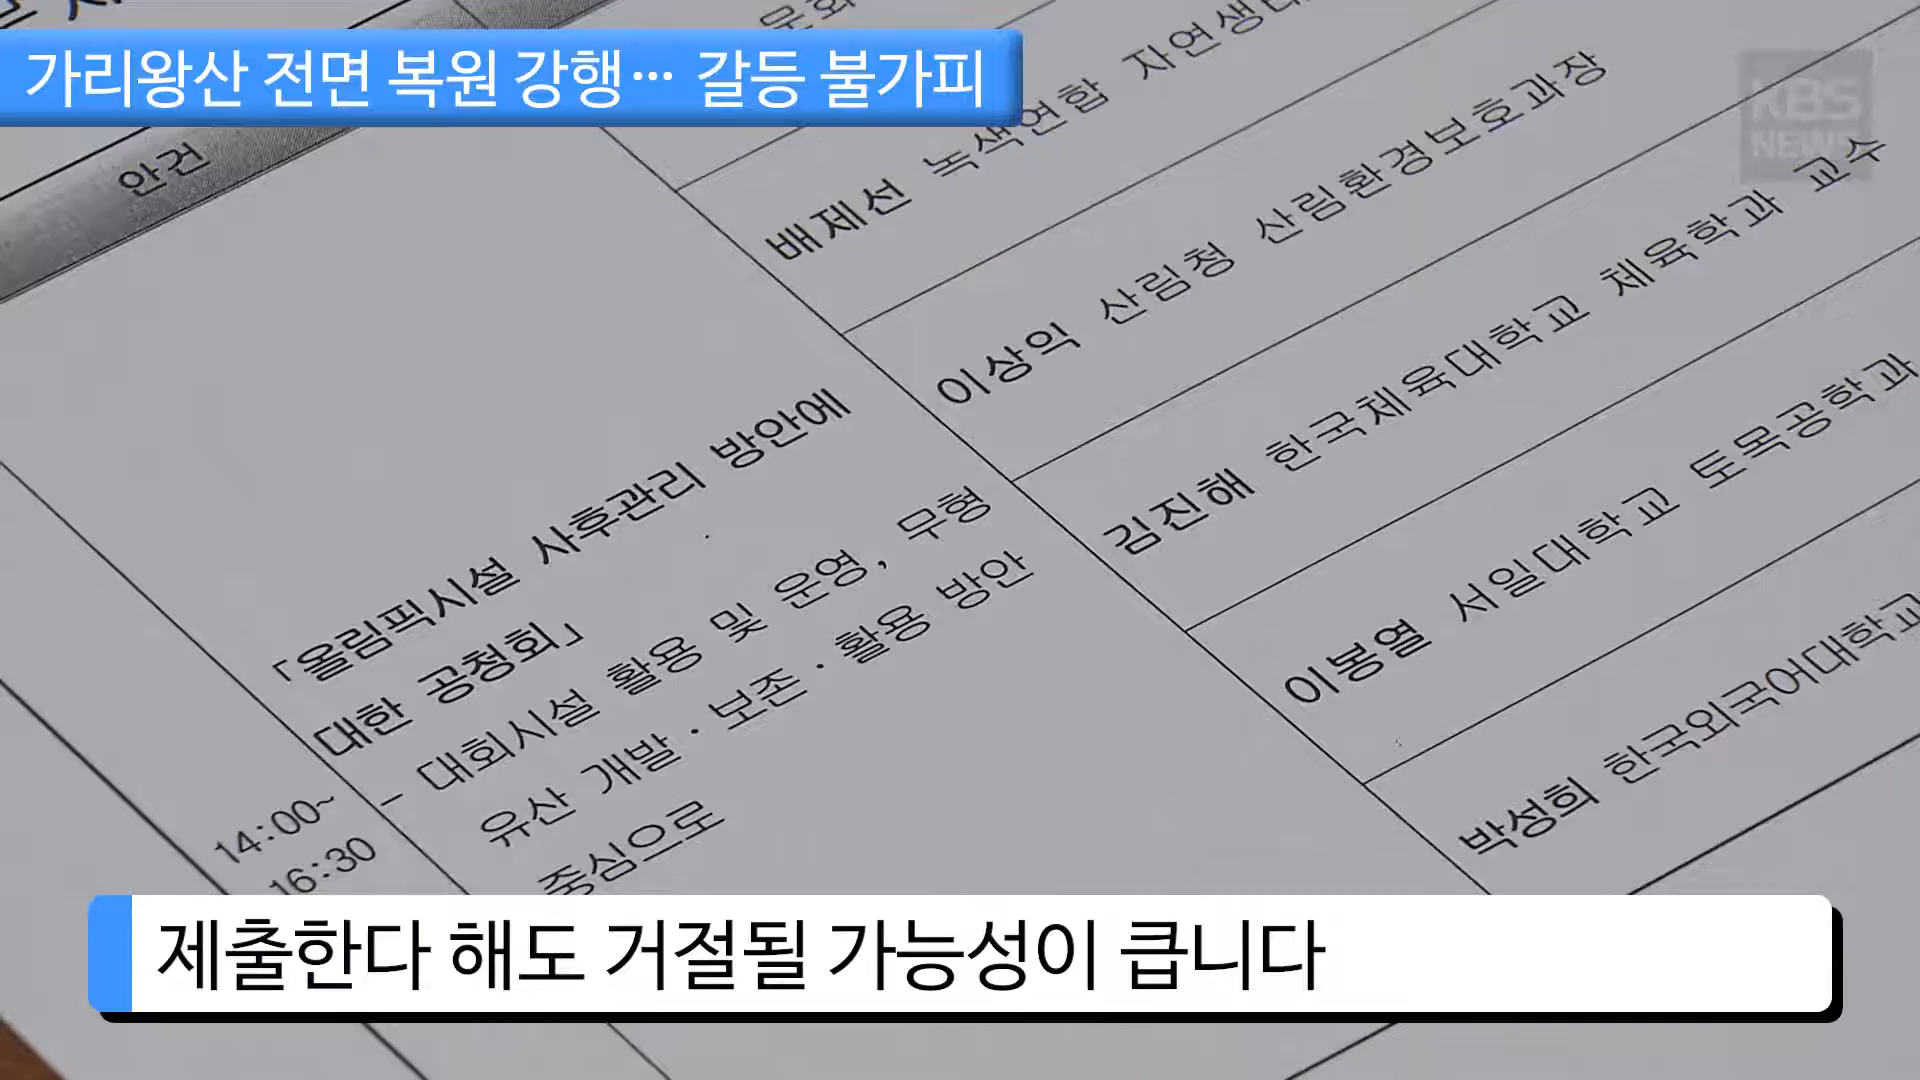 가리왕산 전면 복원 강행… 갈등 불가피
KBS
NEWS
안건
문화
배제선 녹색연합 자연생태
이상익 산림청 산림환경보호과장
김진해 한국체육대학교 체육학과 교수
이봉열 서일대학교 토목공학과
박성희 한국외국어대학교
「올림픽시설 사후관리 방안에
대한 공청회」
- 대회시설 활용 및 운영, 무형
유산 개발·보존·활용 방안
중심으로
14:00~
16:30
제출한다 해도 거절될 가능성이 큽니다